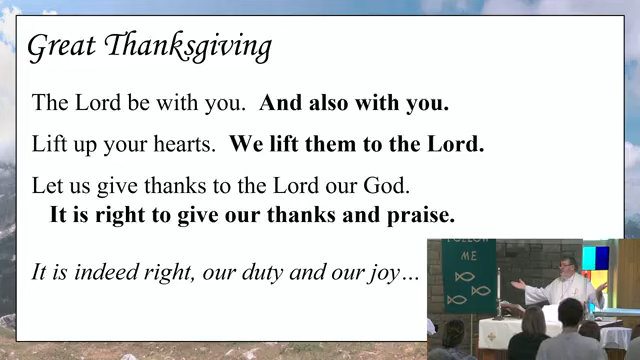 Great Thanksgiving
The Lord be with you. And also with you.
Lift up your hearts. We lift them to the Lord.
Let us give thanks to the Lord our God.
It is right to give our thanks and praise.
It is indeed right, our duty and our joy…
FOLLOW
ME